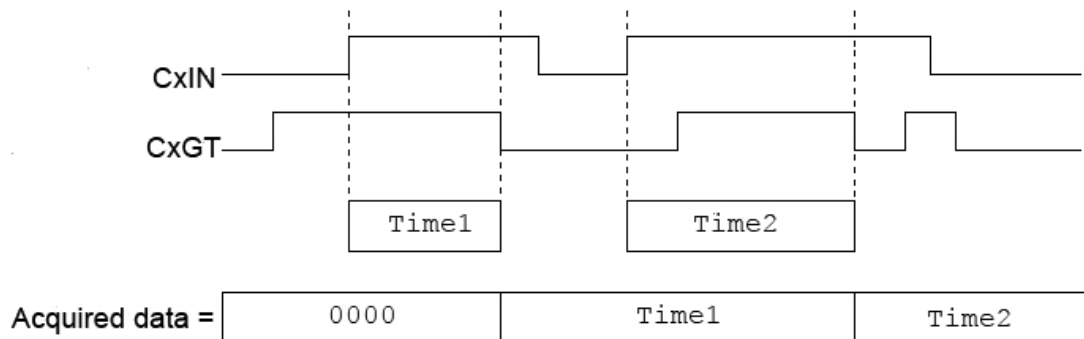 CxIN
CxGT
Time1 Time2
Acquired data = 0000 Time1 Time2